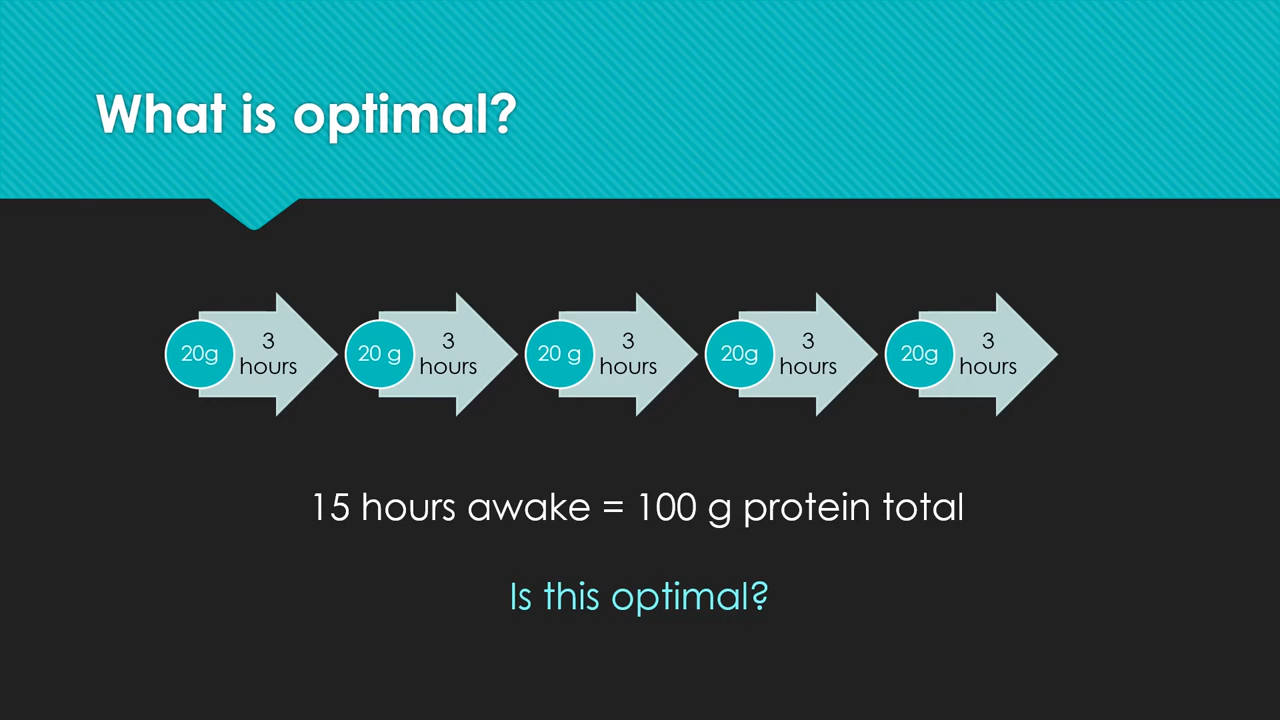 What is optimal?
20g
3
hours
20 g
3
hours
20 g
3
hours
20g
3
hours
20g
3
hours
15 hours awake = 100 g protein total
Is this optimal?